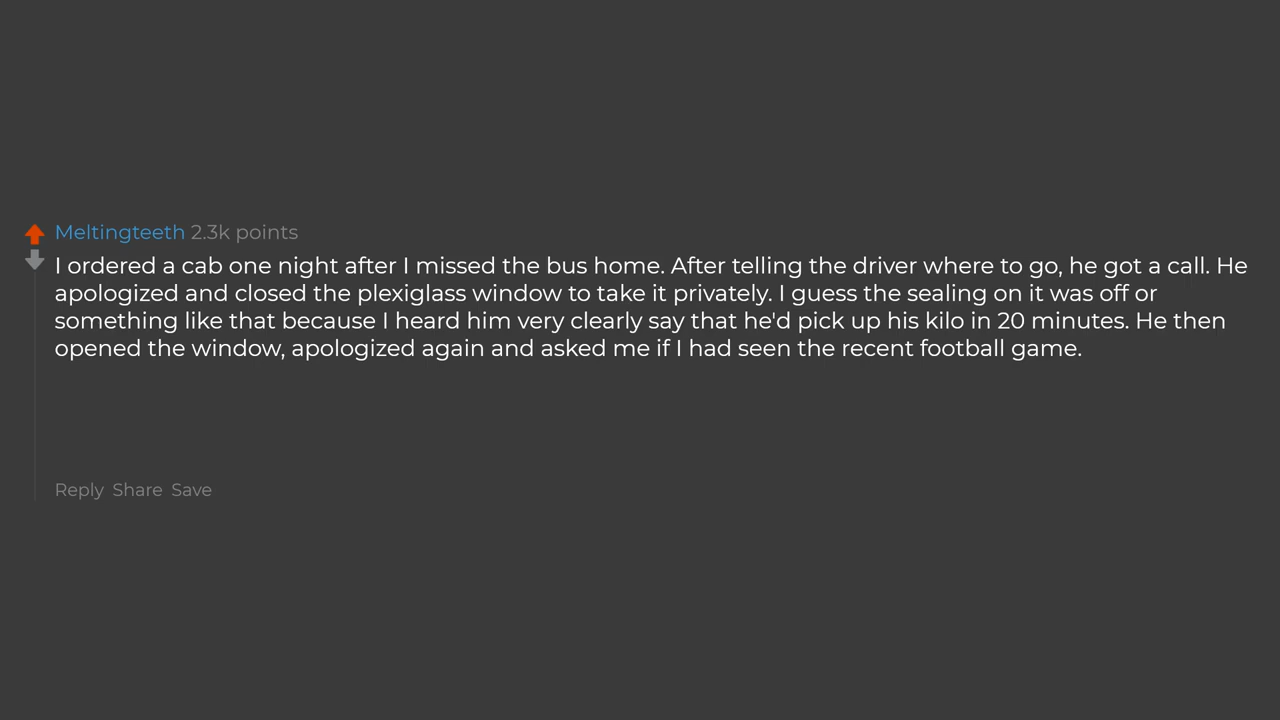 Meltingteeth 2.3k points
I ordered a cab one night after I missed the bus home. After telling the driver where to go, he got a call. He
apologized and closed the plexiglass window to take it privately. I guess the sealing on it was off or
something like that because I heard him very clearly say that he'd pick up his kilo in 20 minutes. He then
opened the window, apologized again and asked me if I had seen the recent football game.
Reply Share Save